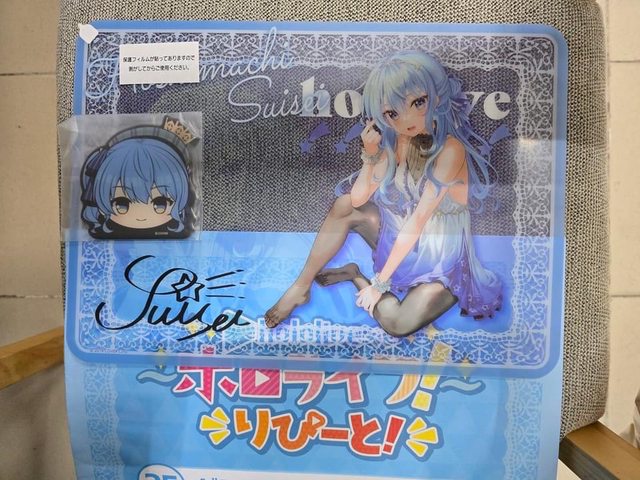 保護フィルムが貼ってありますので
剥がしてからご使用ください。
Hoshimachi
Suisei
Suisei
hololive
～ホロライブ！～
りぴーと！